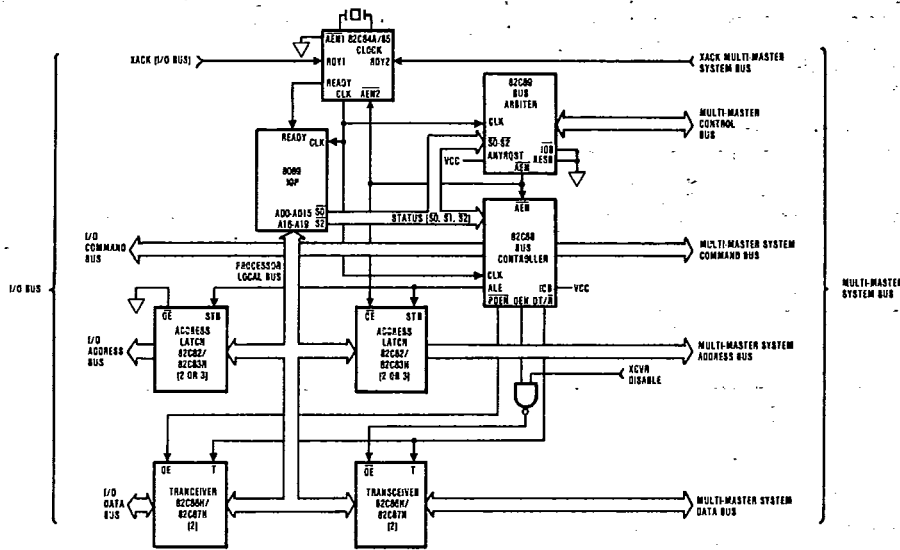 AEN1 82C84A/85
CLOCK
RDY1 RDY2
READY
CLK AEN2
XACK (I/O BUS)
XACK MULTI-MASTER
SYSTEM BUS
82C89
BUS
ARBITER
CLK
S0-S2
ANYRQST
AEN
IOB
RESB
VCC
MULTI-MASTER
CONTROL
BUS
READY
CLK
8089
IOP
AD0-AD15 S0
A16-A19 S2
STATUS (S0, S1, S2)
AEN
82C88
BUS
CONTROLLER
CLK
ALE IOB
PDEN DEN DT/R
VCC
I/O
COMMAND
BUS
MULTI-MASTER SYSTEM
COMMAND BUS
PROCESSOR
LOCAL BUS
I/O BUS
MULTI-MASTER
SYSTEM BUS
OE STB
ADDRESS
LATCH
82C82/
82C83H
(2 OR 3)
I/O
ADDRESS
BUS
STB
ADDRESS
LATCH
82C82/
82C83H
(2 OR 3)
MULTI-MASTER SYSTEM
ADDRESS BUS
XCVR
DISABLE
OE T
TRANCEIVER
82C86H/
82C87H
(2)
I/O
DATA
BUS
OE T
TRANSCEIVER
82C86H/
82C87H
(2)
MULTI-MASTER SYSTEM
DATA BUS